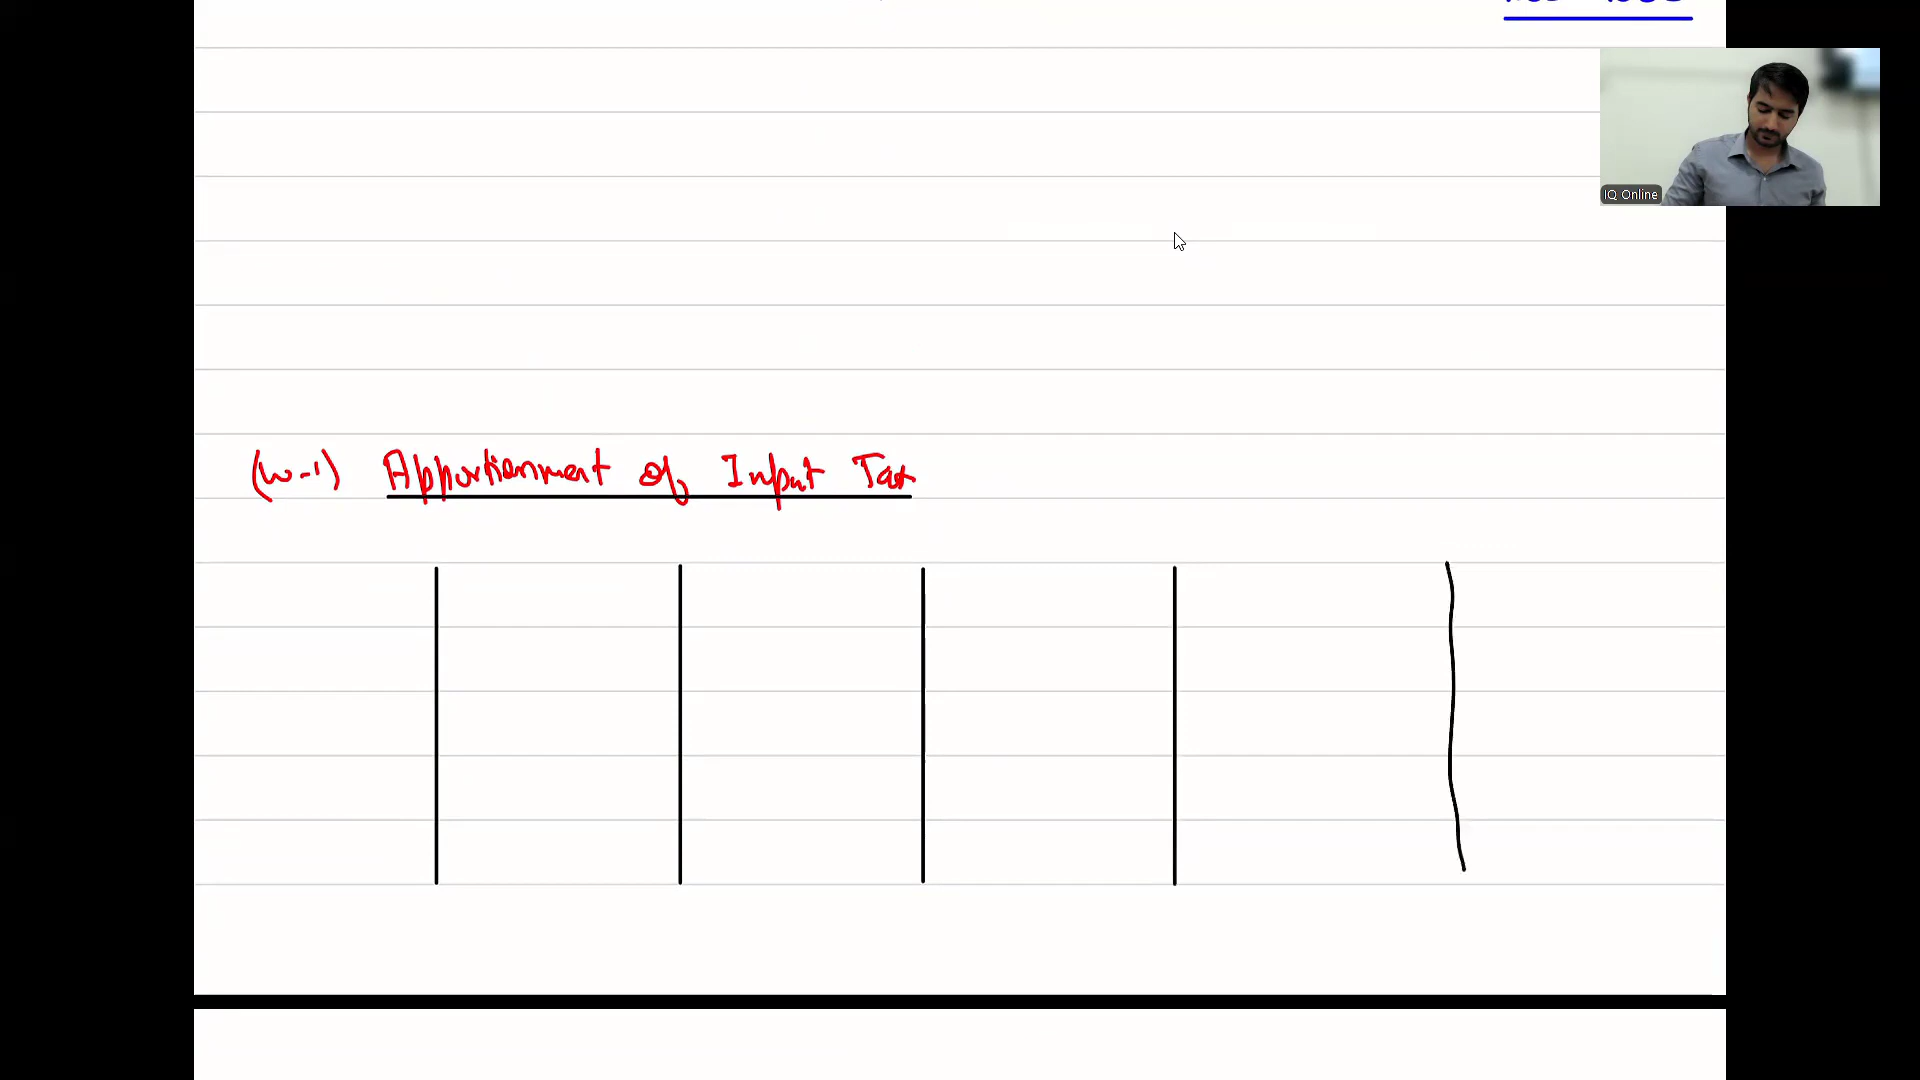 IQ Online
(W-1) Apportionment of Input Tax